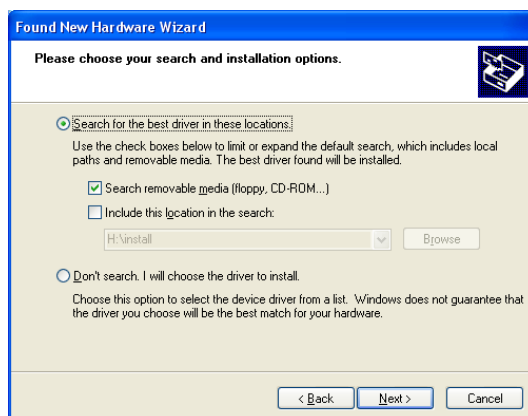 Found New Hardware Wizard
Please choose your search and installation options.
Search for the best driver in these locations.
Use the check boxes below to limit or expand the default search, which includes local
paths and removable media. The best driver found will be installed.
Search removable media (floppy, CD-ROM...)
Include this location in the search:
H:\install
Browse
Don't search. I will choose the driver to install.
Choose this option to select the device driver from a list. Windows does not guarantee that
the driver you choose will be the best match for your hardware.
< Back
Next >
Cancel